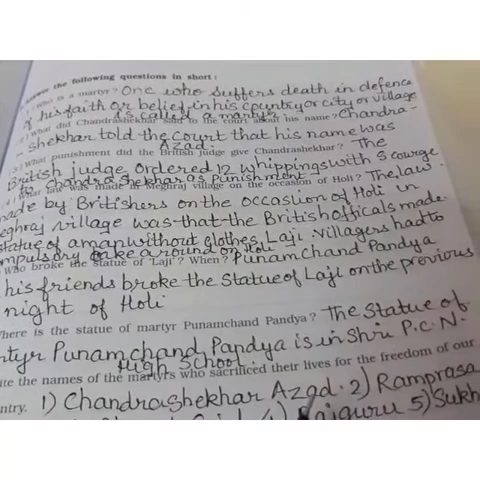 the following questions in short :
is a martyr? One who suffers death in defence
of his faith or belief in his country or city or village
is called a martyr.
What did Chandrashekhar said to the court about his name? Chandra-
shekhar told the court that his name was
Azad.
What punishment did the British judge give Chandrashekhar? The
British judge ordered 12 whippings with s courge
to Chandrashekhar as punishment.
law was made in Meghraj village on the occasion of Holi? The law
made by Britishers on the occasion of Holi in
village was that the British officals made
statue of a man without clothes Laji. Villagers had to
take around on Holi
Who broke the statue of 'Laji'? When? Punamchand Pandya
his friends broke the statue of Laji on the previous
night of Holi
here is the statue of martyr Punamchand Pandya? The statue of
rtyr Punamchand Pandya is in Shri P.C.N.
High School.
ite the names of the martyrs who sacrificed their lives for the freedom of our
ntry. 1) Chandrashekhar Azad. 2) Ramprasa
Rajguru 5) Sukh